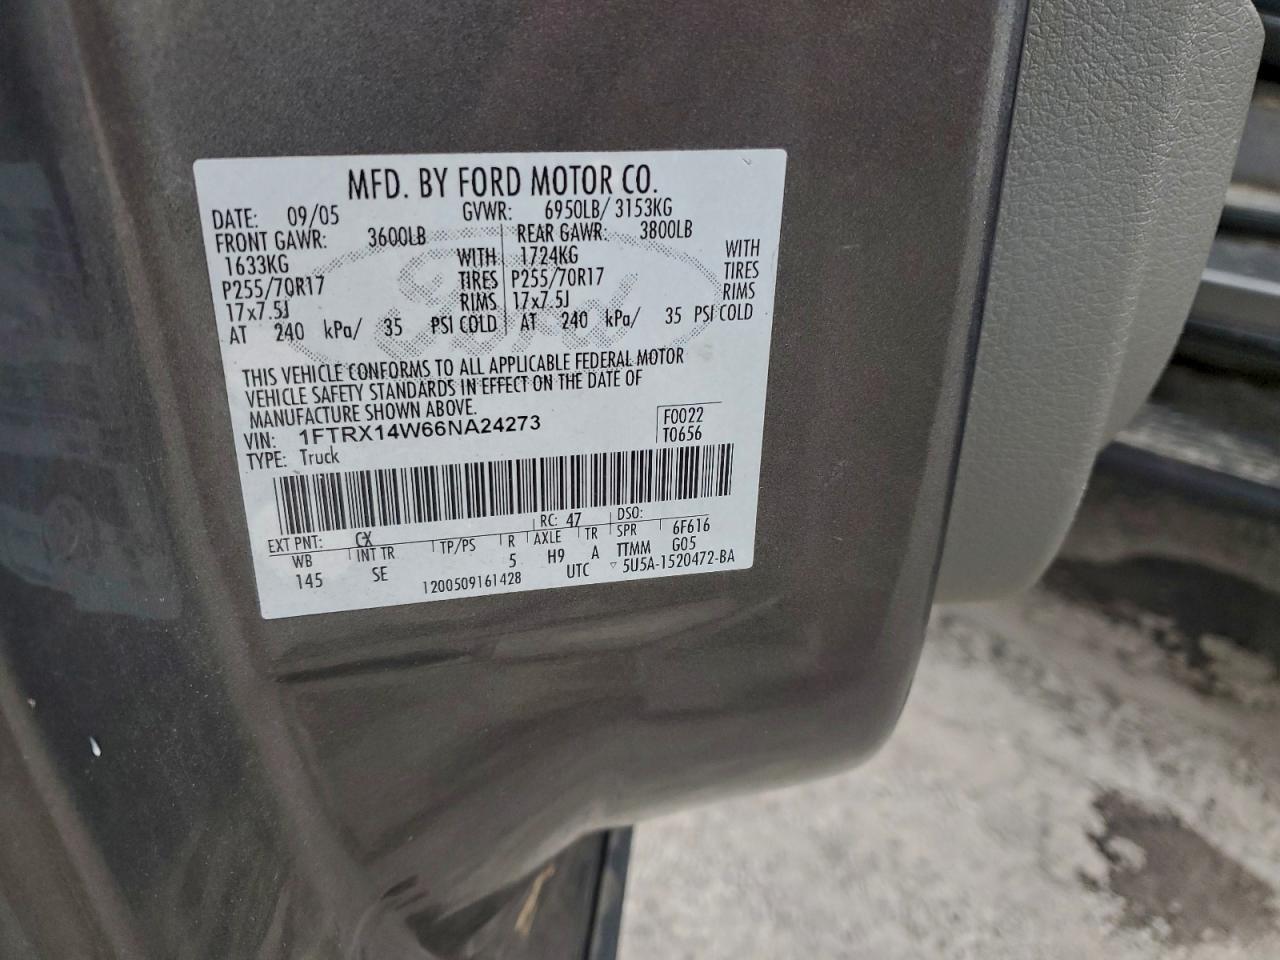 MFD. BY FORD MOTOR CO.
DATE: 09/05 GVWR: 6950LB/ 3153KG
FRONT GAWR: 3600LB REAR GAWR: 3800LB
1633KG WITH 1724KG WITH
P255/70R17 TIRES P255/70R17 TIRES
17x7.5J RIMS 17x7.5J RIMS
AT 240 kPa/ 35 PSI COLD AT 240 kPa/ 35 PSI COLD
Ford
THIS VEHICLE CONFORMS TO ALL APPLICABLE FEDERAL MOTOR
VEHICLE SAFETY STANDARDS IN EFFECT ON THE DATE OF
MANUFACTURE SHOWN ABOVE.
VIN: 1FTRX14W66NA24273 F0022
TYPE: Truck T0656
EXT PNT: CX RC: 47 DSO:
WB INT TR TP/PS R AXLE TR SPR 6F616
145 SE 5 H9 A TTMM G05
1200509161428 UTC 5U5A-1520472-BA